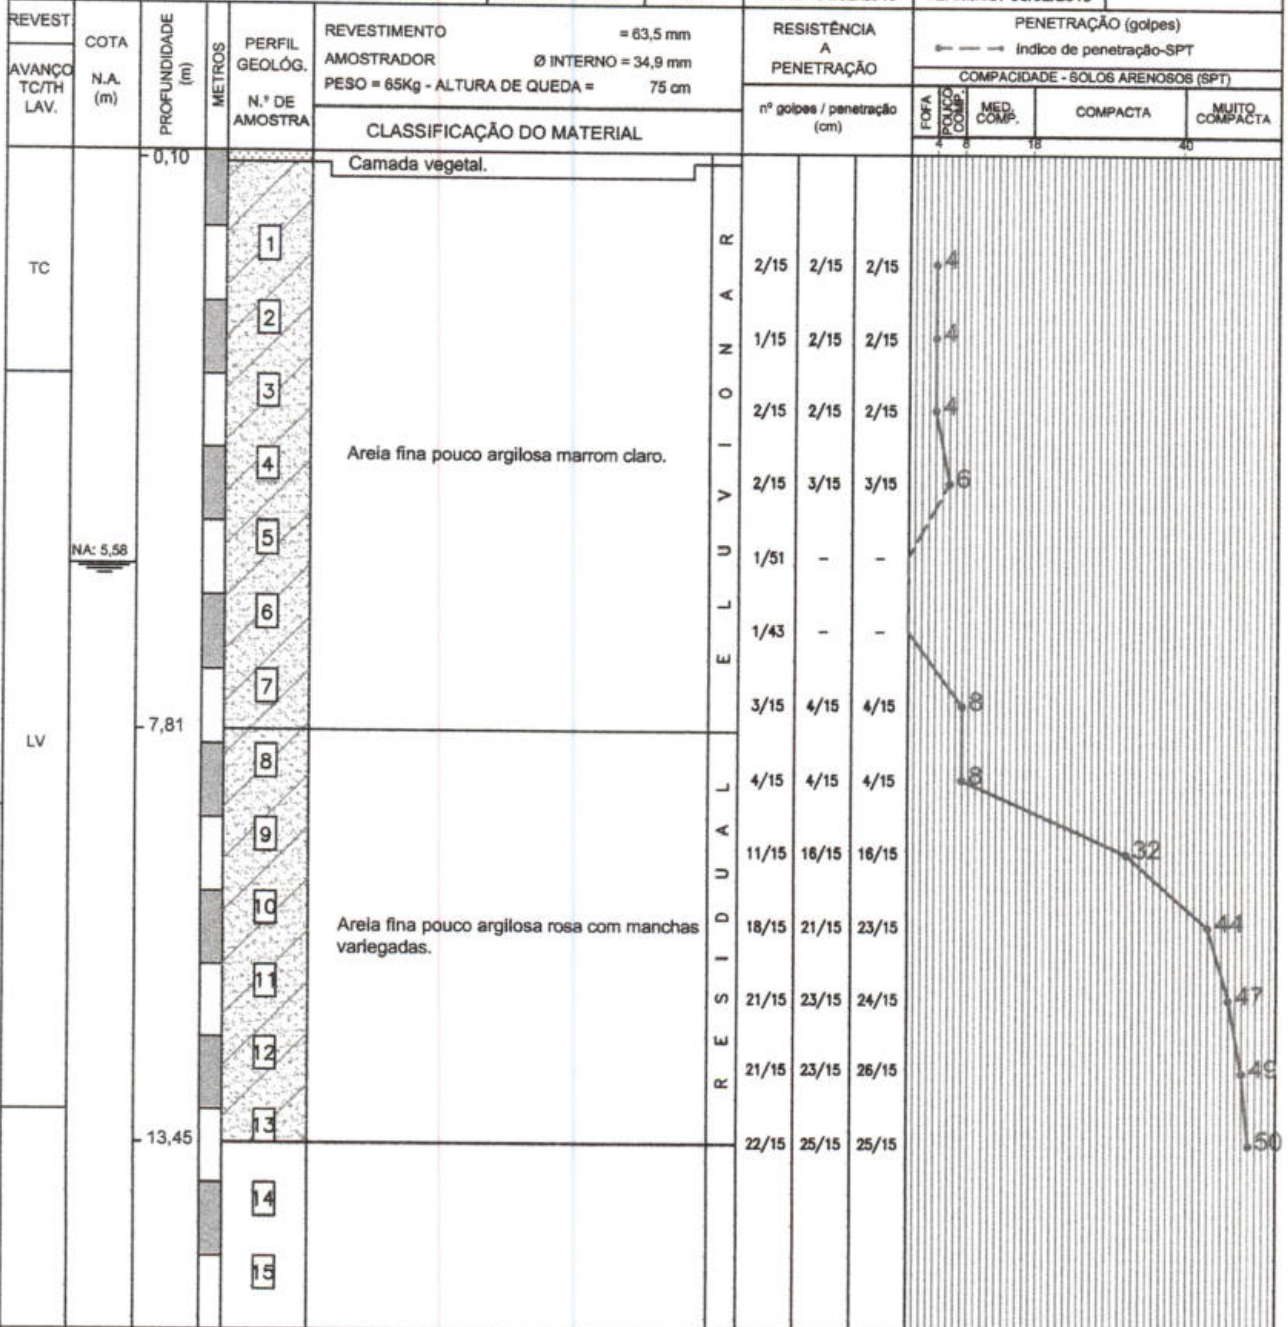 REVEST.
AVANÇO
TC/TH
LAV.
COTA
N.A.
(m)
PROFUNDIDADE
(m)
METROS
PERFIL
GEOLÓG.
N.º DE
AMOSTRA
REVESTIMENTO = 63,5 mm
AMOSTRADOR Ø INTERNO = 34,9 mm
PESO = 65Kg - ALTURA DE QUEDA = 75 cm
CLASSIFICAÇÃO DO MATERIAL
RESISTÊNCIA
A
PENETRAÇÃO
nº golpes / penetração
(cm)
PENETRAÇÃO (golpes)
índice de penetração-SPT
COMPACIDADE - SOLOS ARENOSOS (SPT)
FOFA
POUCO
COMP.
MED.
COMP.
COMPACTA
MUITO
COMPACTA
4 8 18 40
0,10
Camada vegetal.
TC
1
2/15 2/15 2/15 4
2
1/15 2/15 2/15 4
3
2/15 2/15 2/15 4
Areia fina pouco argilosa marrom claro.
4
2/15 3/15 3/15 6
5
NA: 5,58
1/51 - -
6
1/43 - -
7
3/15 4/15 4/15 8
ELUVIONAR
7,81
LV
8
4/15 4/15 4/15 8
9
11/15 16/15 16/15 32
10
Areia fina pouco argilosa rosa com manchas
variegadas.
18/15 21/15 23/15 44
11
21/15 23/15 24/15 47
12
21/15 23/15 26/15 49
RESIDUAL
13
13,45
22/15 25/15 25/15 50
14
15